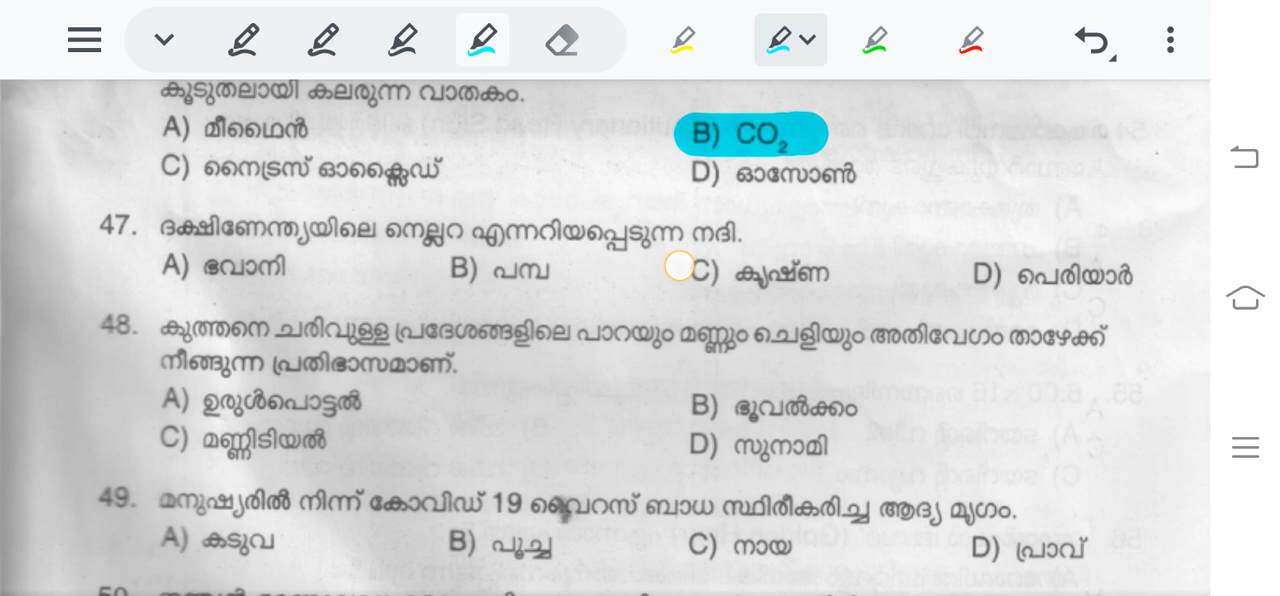 കൂടുതലായി കലരുന്ന വാതകം.
A) മീഥൈൻ B) CO₂
C) നൈട്രസ് ഓക്സൈഡ് D) ഓസോൺ
47. ദക്ഷിണേന്ത്യയിലെ നെല്ലറ എന്നറിയപ്പെടുന്ന നദി.
A) ഭവാനി B) പമ്പ C) കൃഷ്ണ D) പെരിയാർ
48. കുത്തനെ ചരിവുള്ള പ്രദേശങ്ങളിലെ പാറയും മണ്ണും ചെളിയും അതിവേഗം താഴേക്ക്
നീങ്ങുന്ന പ്രതിഭാസമാണ്.
A) ഉരുൾപൊട്ടൽ B) ഭൂവൽക്കം
C) മണ്ണിടിയൽ D) സുനാമി
49. മനുഷ്യരിൽ നിന്ന് കോവിഡ് 19 വൈറസ് ബാധ സ്ഥിരീകരിച്ച ആദ്യ മൃഗം.
A) കടുവ B) പൂച്ച C) നായ D) പ്രാവ്